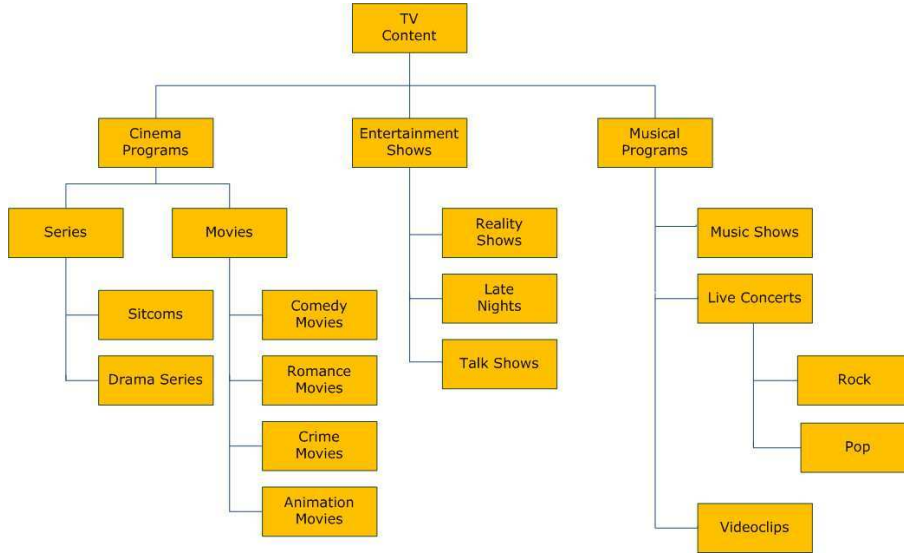 TV
Content
Cinema
Programs
Entertainment
Shows
Musical
Programs
Series
Movies
Reality
Shows
Music Shows
Sitcoms
Comedy
Movies
Late
Nights
Live Concerts
Drama Series
Romance
Movies
Talk Shows
Rock
Crime
Movies
Pop
Animation
Movies
Videoclips